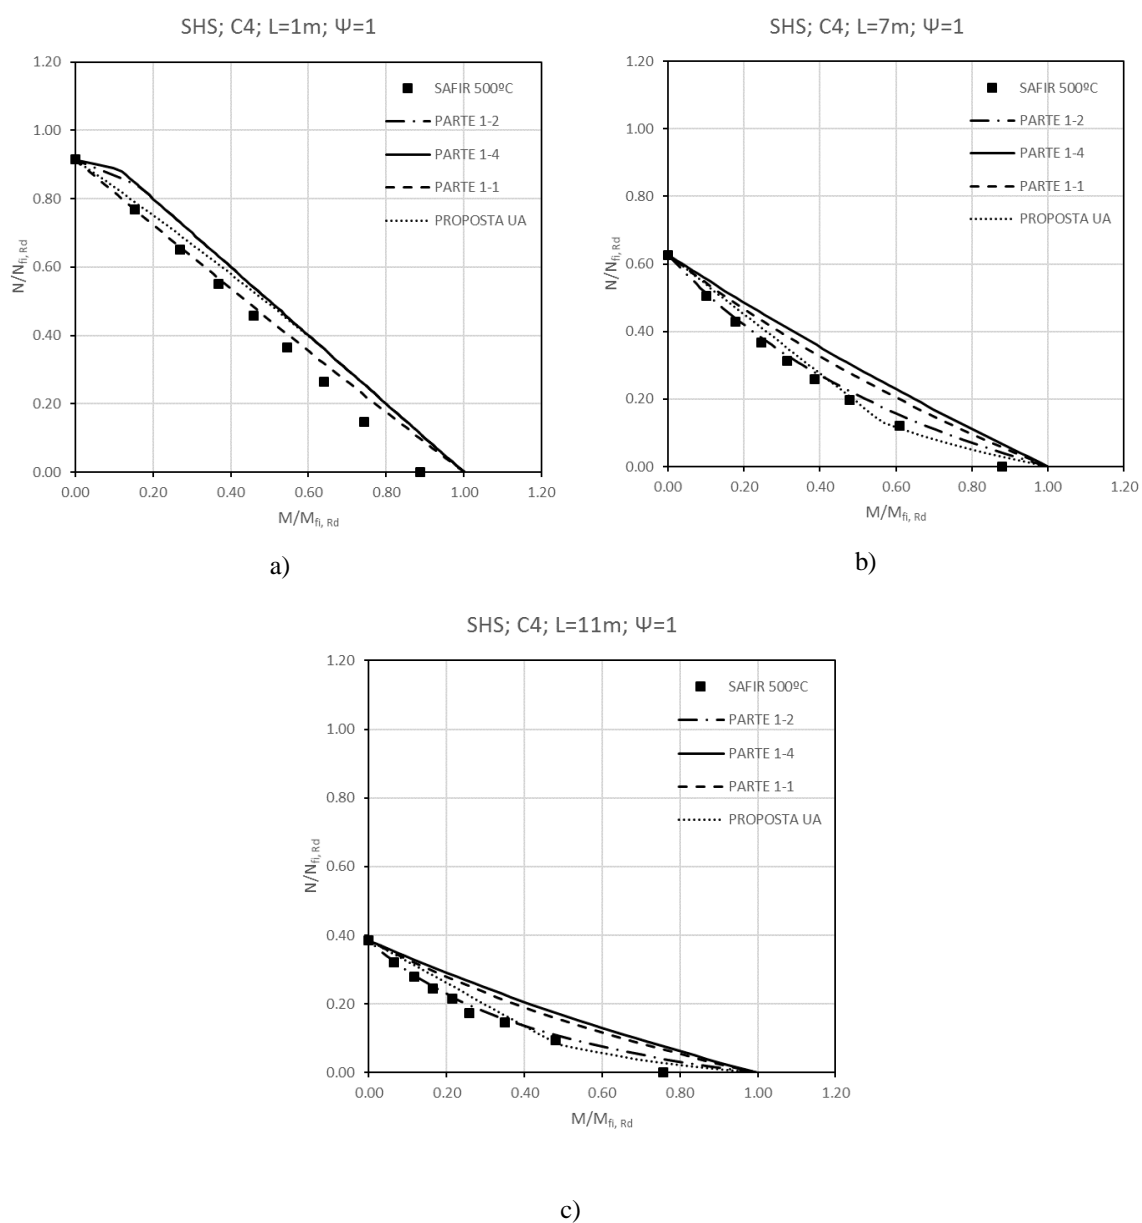 SHS; C4; L=1m; Ψ=1
1.20
1.00
0.80
0.60
0.40
0.20
0.00
N/Nfi, Rd
0.00 0.20 0.40 0.60 0.80 1.00 1.20
M/Mfi, Rd
SAFIR 500ºC
PARTE 1-2
PARTE 1-4
PARTE 1-1
PROPOSTA UA
a)
SHS; C4; L=7m; Ψ=1
1.20
1.00
0.80
0.60
0.40
0.20
0.00
N/Nfi, Rd
0.00 0.20 0.40 0.60 0.80 1.00 1.20
M/Mfi, Rd
SAFIR 500ºC
PARTE 1-2
PARTE 1-4
PARTE 1-1
PROPOSTA UA
b)
SHS; C4; L=11m; Ψ=1
1.20
1.00
0.80
0.60
0.40
0.20
0.00
N/Nfi, Rd
0.00 0.20 0.40 0.60 0.80 1.00 1.20
M/Mfi, Rd
SAFIR 500ºC
PARTE 1-2
PARTE 1-4
PARTE 1-1
PROPOSTA UA
c)